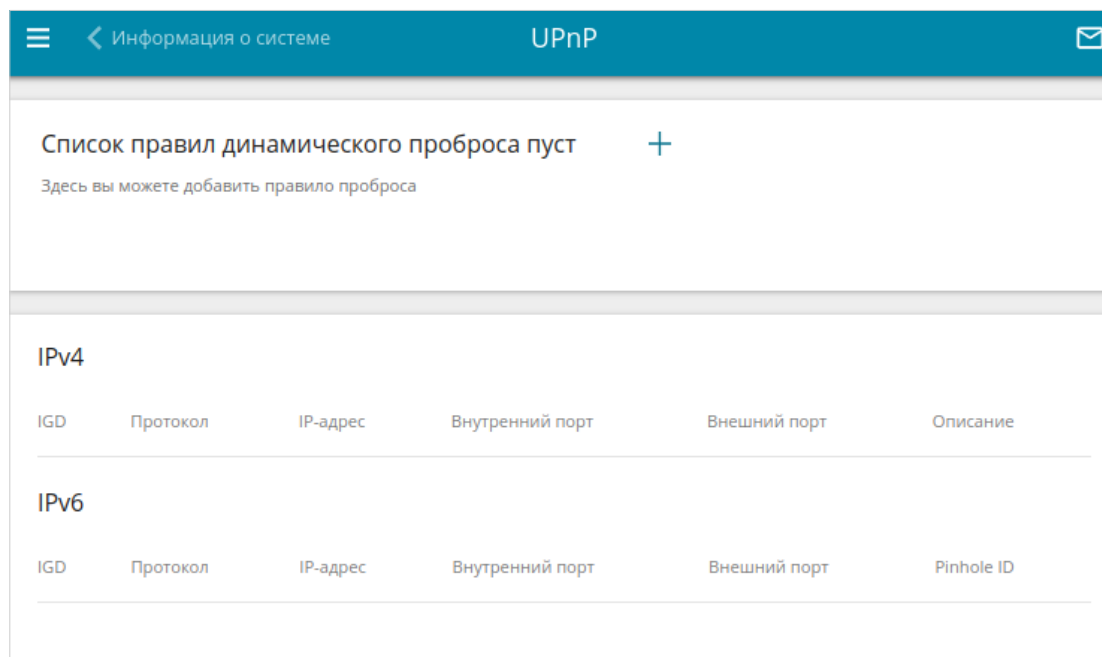 Информация о системе UPnP
Список правил динамического проброса пуст
Здесь вы можете добавить правило проброса
IPv4
IGD Протокол IP-адрес Внутренний порт Внешний порт Описание
IPv6
IGD Протокол IP-адрес Внутренний порт Внешний порт Pinhole ID